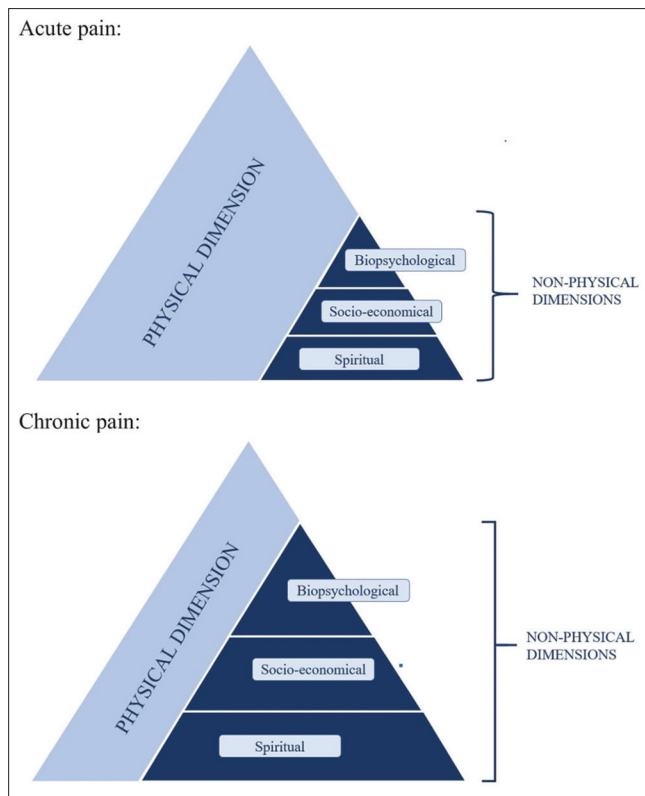 Acute pain:
PHYSICAL DIMENSION
Biopsychological
Socio-economical
Spiritual
NON-PHYSICAL
DIMENSIONS
Chronic pain:
PHYSICAL DIMENSION
Biopsychological
Socio-economical
Spiritual
NON-PHYSICAL
DIMENSIONS